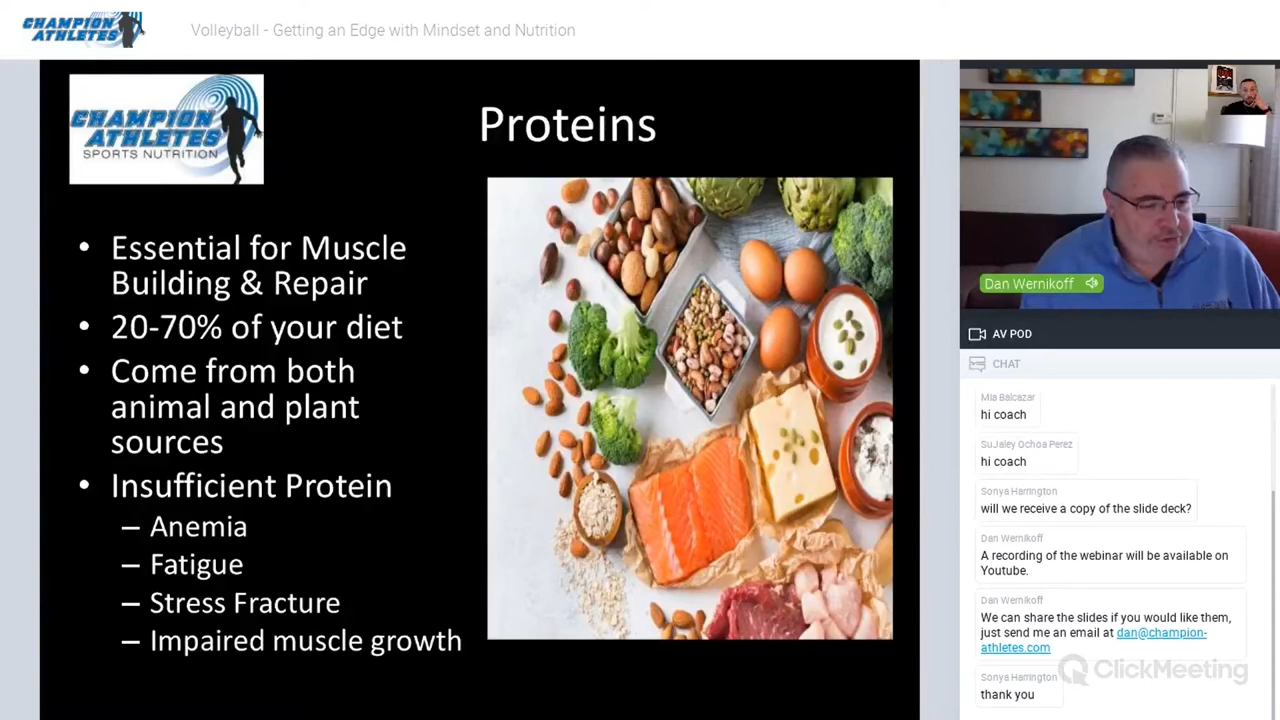 CHAMPION
ATHLETES
Volleyball - Getting an Edge with Mindset and Nutrition
CHAMPION
ATHLETES
SPORTS NUTRITION
Proteins
• Essential for Muscle
Building & Repair
• 20-70% of your diet
• Come from both
animal and plant
sources
• Insufficient Protein
– Anemia
– Fatigue
– Stress Fracture
– Impaired muscle growth
Dan Wernikoff
AV POD
CHAT
Mia Balcazar
hi coach
SuJaley Ochoa Perez
hi coach
Sonya Harrington
will we receive a copy of the slide deck?
Dan Wernikoff
A recording of the webinar will be available on
Youtube.
Dan Wernikoff
We can share the slides if you would like them,
just send me an email at dan@champion-
athletes.com
ClickMeeting
Sonya Harrington
thank you